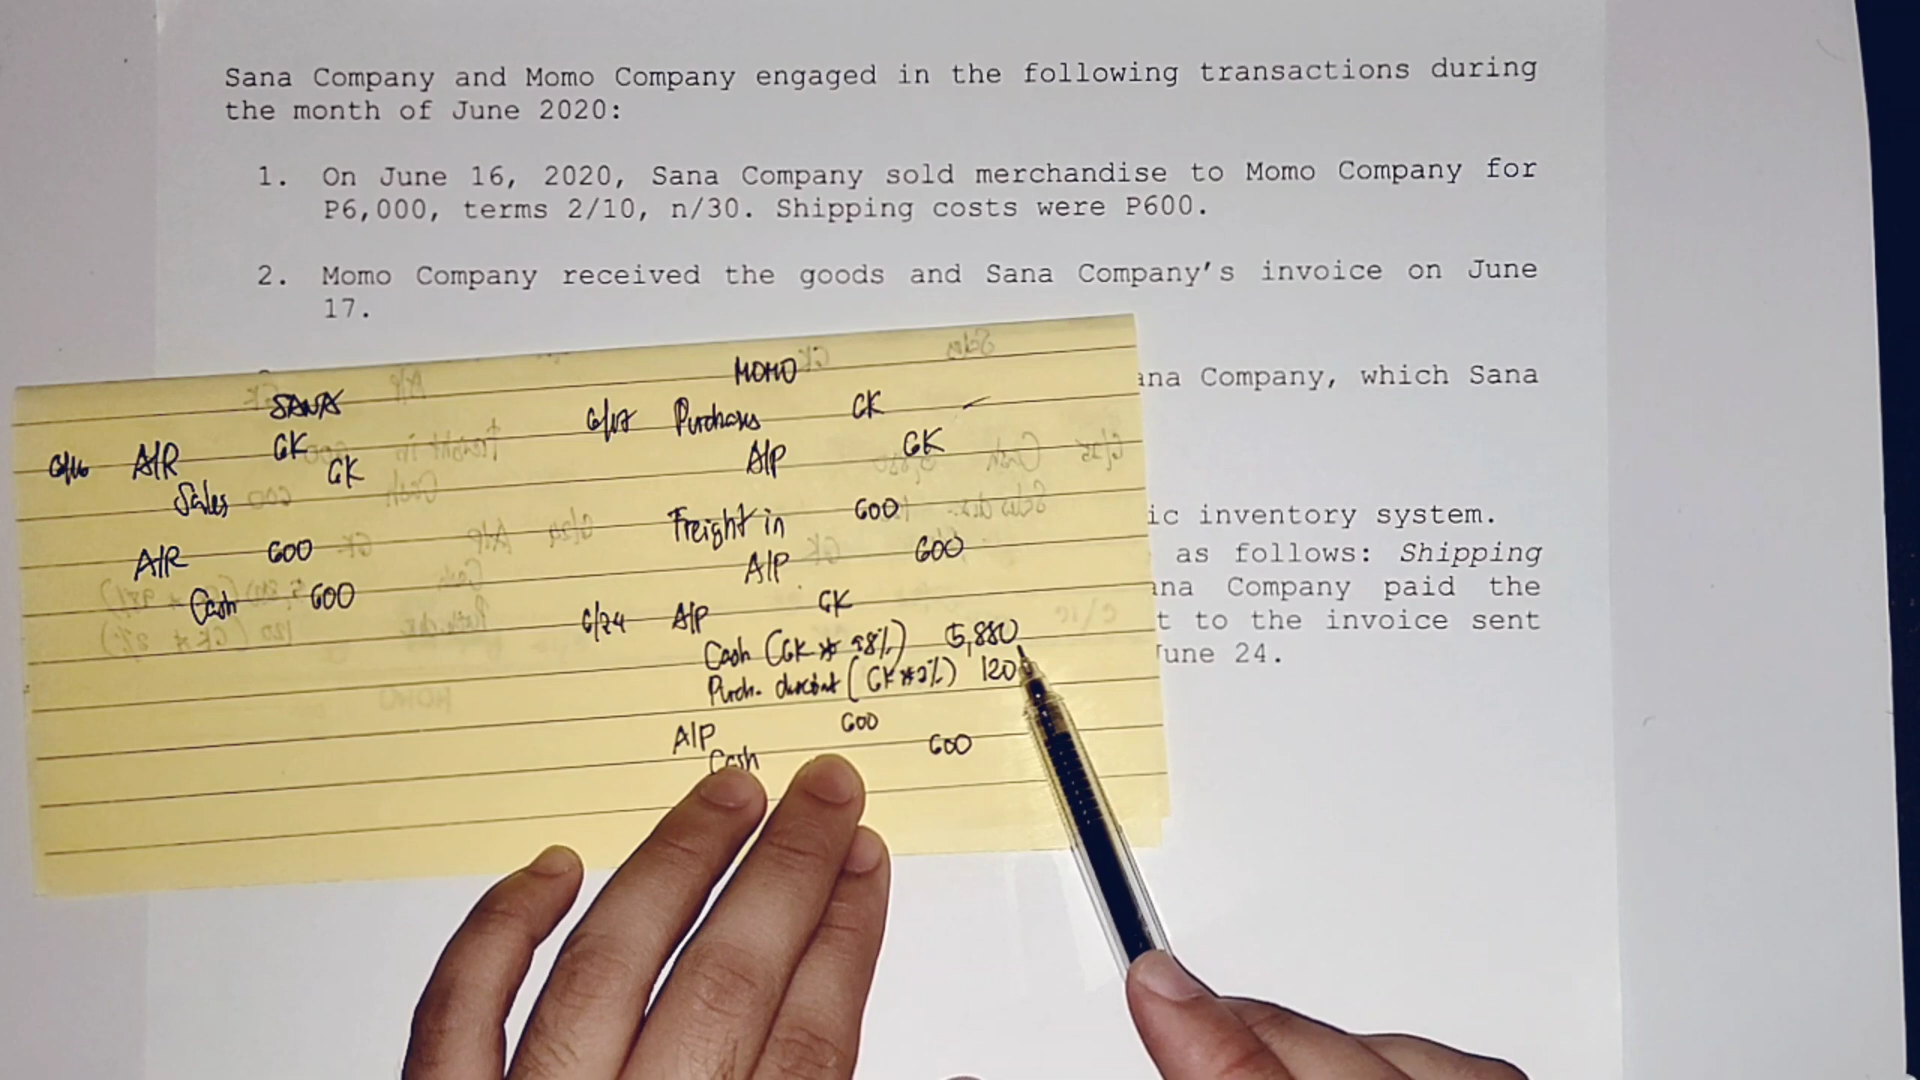 Sana Company and Momo Company engaged in the following transactions during
the month of June 2020:
1. On June 16, 2020, Sana Company sold merchandise to Momo Company for
P6,000, terms 2/10, n/30. Shipping costs were P600.
2. Momo Company received the goods and Sana Company's invoice on June
17.
ana Company, which Sana
ic inventory system.
as follows: Shipping
ana Company paid the
t to the invoice sent
June 24.
SANA
6/16 A/R 6K
Sales 6K
A/R 600
Cash 600
MOMO
6/17 Purchases 6K
A/P 6K
Freight in 600
A/P 600
6/24 A/P 6K
Cash (6K * 98%) 5,880
Purch. discount (6K * 2%) 120
A/P 600
Cash 600